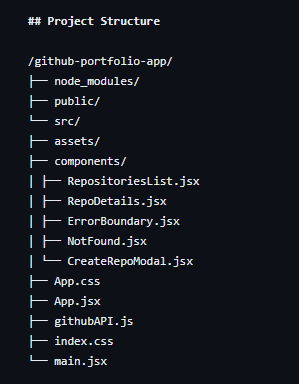 ## Project Structure
/github-portfolio-app/
├── node_modules/
├── public/
└── src/
├── assets/
├── components/
│ ├── RepositoriesList.jsx
│ ├── RepoDetails.jsx
│ ├── ErrorBoundary.jsx
│ ├── NotFound.jsx
│ └── CreateRepoModal.jsx
├── App.css
├── App.jsx
├── githubAPI.js
├── index.css
└── main.jsx